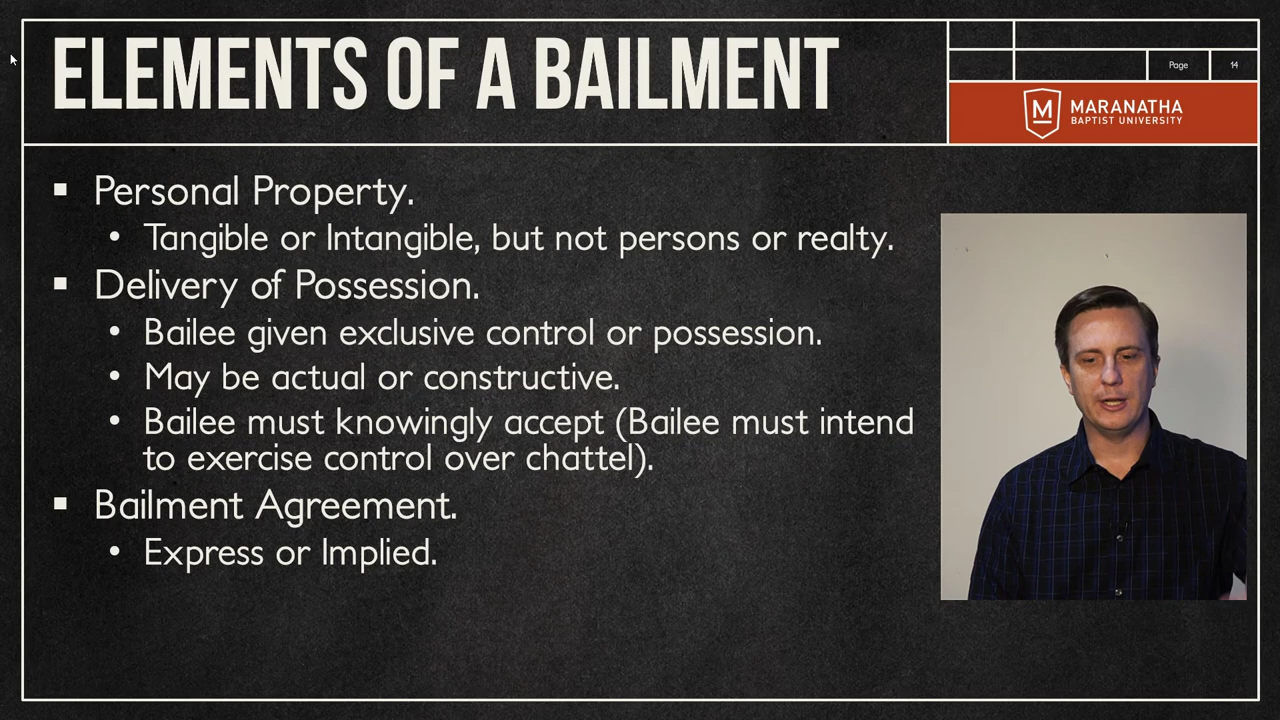 ELEMENTS OF A BAILMENT
Page 14
MARANATHA
BAPTIST UNIVERSITY
▪ Personal Property.
• Tangible or Intangible, but not persons or realty.
▪ Delivery of Possession.
• Bailee given exclusive control or possession.
• May be actual or constructive.
• Bailee must knowingly accept (Bailee must intend
to exercise control over chattel).
▪ Bailment Agreement.
• Express or Implied.